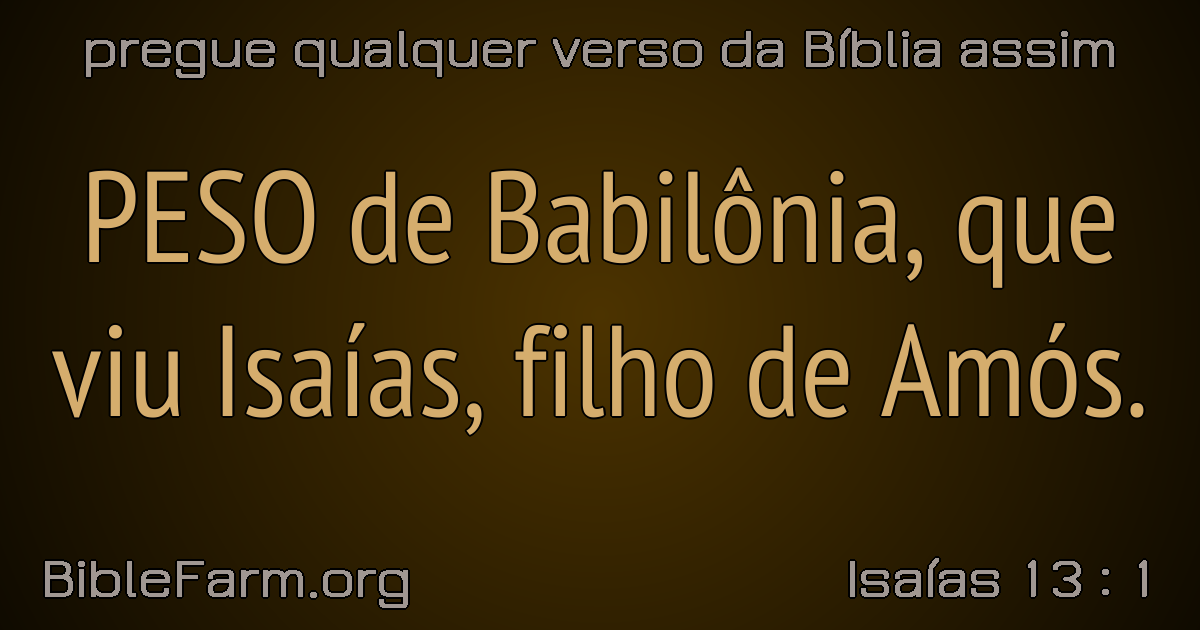 pregue qualquer verso da Bíblia assim
PESO de Babilônia, que
viu Isaías, filho de Amós.
BibleFarm.org
Isaías 13 : 1